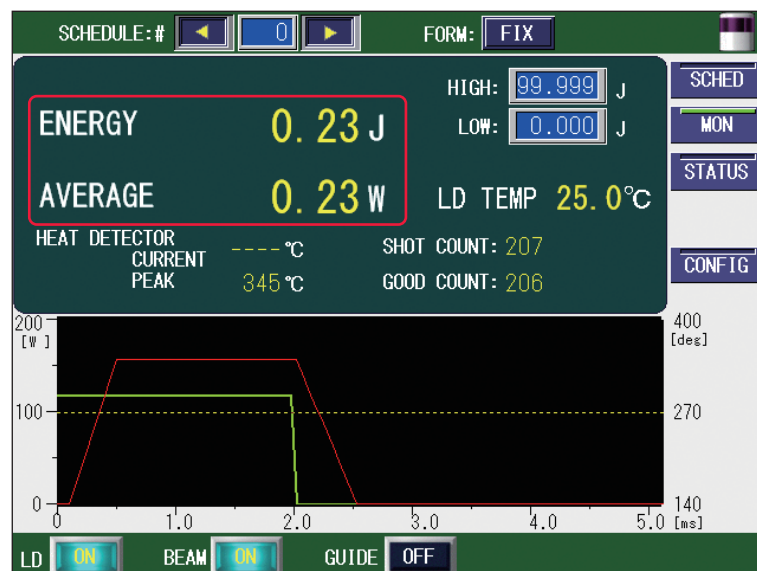 SCHEDULE:# ◄ 0 ► FORM: FIX
HIGH: 99.999 J
SCHED
ENERGY 0.23 J
LOW: 0.000 J
MON
STATUS
AVERAGE 0.23 W
LD TEMP 25.0℃
HEAT DETECTOR
CURRENT ----℃
SHOT COUNT: 207
PEAK 345℃
GOOD COUNT: 206
CONFIG
200
[W]
400
[deg]
100
270
0
140
0 1.0 2.0 3.0 4.0 5.0 [ms]
LD ON BEAM ON GUIDE OFF